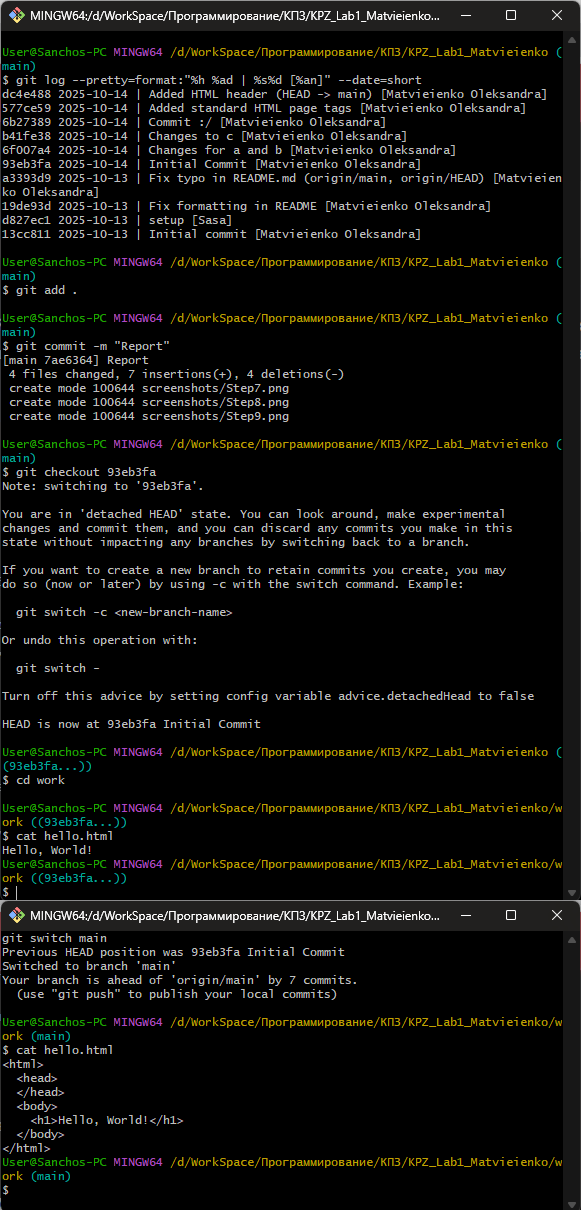 MINGW64:/d/WorkSpace/Программирование/КПЗ/KPZ_Lab1_Matvieienko...
User@Sanchos-PC MINGW64 /d/WorkSpace/Программирование/КПЗ/KPZ_Lab1_Matvieienko (
main)
$ git log --pretty=format:"%h %ad | %s%d [%an]" --date=short
dc4e488 2025-10-14 | Added HTML header (HEAD -> main) [Matvieienko Oleksandra]
577ce59 2025-10-14 | Added standard HTML page tags [Matvieienko Oleksandra]
6b27389 2025-10-14 | Commit :/ [Matvieienko Oleksandra]
b41fe38 2025-10-14 | Changes to c [Matvieienko Oleksandra]
6f007a4 2025-10-14 | Changes for a and b [Matvieienko Oleksandra]
93eb3fa 2025-10-14 | Initial Commit [Matvieienko Oleksandra]
a3393d9 2025-10-13 | Fix typo in README.md (origin/main, origin/HEAD) [Matvieien
ko Oleksandra]
19de93d 2025-10-13 | Fix formatting in README [Matvieienko Oleksandra]
d827ec1 2025-10-13 | setup [Sasa]
13cc811 2025-10-13 | Initial commit [Matvieienko Oleksandra]
User@Sanchos-PC MINGW64 /d/WorkSpace/Программирование/КПЗ/KPZ_Lab1_Matvieienko (
main)
$ git add .
User@Sanchos-PC MINGW64 /d/WorkSpace/Программирование/КПЗ/KPZ_Lab1_Matvieienko (
main)
$ git commit -m "Report"
[main 7ae6364] Report
 4 files changed, 7 insertions(+), 4 deletions(-)
 create mode 100644 screenshots/Step7.png
 create mode 100644 screenshots/Step8.png
 create mode 100644 screenshots/Step9.png
User@Sanchos-PC MINGW64 /d/WorkSpace/Программирование/КПЗ/KPZ_Lab1_Matvieienko (
main)
$ git checkout 93eb3fa
Note: switching to '93eb3fa'.
You are in 'detached HEAD' state. You can look around, make experimental
changes and commit them, and you can discard any commits you make in this
state without impacting any branches by switching back to a branch.
If you want to create a new branch to retain commits you create, you may
do so (now or later) by using -c with the switch command. Example:
  git switch -c <new-branch-name>
Or undo this operation with:
  git switch -
Turn off this advice by setting config variable advice.detachedHead to false
HEAD is now at 93eb3fa Initial Commit
User@Sanchos-PC MINGW64 /d/WorkSpace/Программирование/КПЗ/KPZ_Lab1_Matvieienko (
(93eb3fa...))
$ cd work
User@Sanchos-PC MINGW64 /d/WorkSpace/Программирование/КПЗ/KPZ_Lab1_Matvieienko/w
ork ((93eb3fa...))
$ cat hello.html
Hello, World!
User@Sanchos-PC MINGW64 /d/WorkSpace/Программирование/КПЗ/KPZ_Lab1_Matvieienko/w
ork ((93eb3fa...))
$
MINGW64:/d/WorkSpace/Программирование/КПЗ/KPZ_Lab1_Matvieienko...
git switch main
Previous HEAD position was 93eb3fa Initial Commit
Switched to branch 'main'
Your branch is ahead of 'origin/main' by 7 commits.
  (use "git push" to publish your local commits)
User@Sanchos-PC MINGW64 /d/WorkSpace/Программирование/КПЗ/KPZ_Lab1_Matvieienko/w
ork (main)
$ cat hello.html
<html>
  <head>
  </head>
  <body>
    <h1>Hello, World!</h1>
  </body>
</html>
User@Sanchos-PC MINGW64 /d/WorkSpace/Программирование/КПЗ/KPZ_Lab1_Matvieienko/w
ork (main)
$